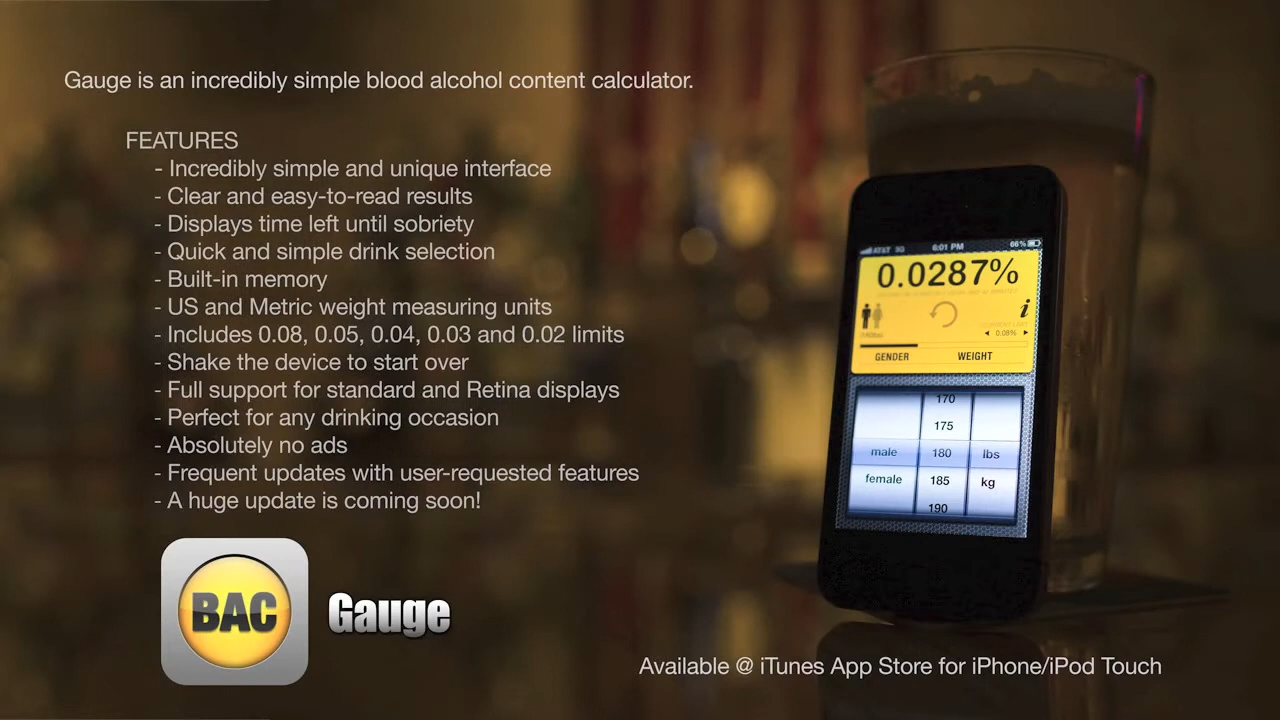 Gauge is an incredibly simple blood alcohol content calculator.
FEATURES
- Incredibly simple and unique interface
- Clear and easy-to-read results
- Displays time left until sobriety
- Quick and simple drink selection
- Built-in memory
- US and Metric weight measuring units
- Includes 0.08, 0.05, 0.04, 0.03 and 0.02 limits
- Shake the device to start over
- Full support for standard and Retina displays
- Perfect for any drinking occasion
- Absolutely no ads
- Frequent updates with user-requested features
- A huge update is coming soon!
BAC
Gauge
AT&T 3G 6:01 PM 66%
0.0287%
i
0.08%
GENDER WEIGHT
170
175
male 180 lbs
female 185 kg
190
Available @ iTunes App Store for iPhone/iPod Touch